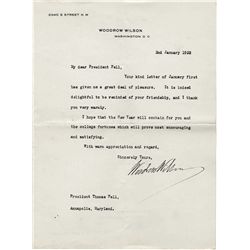 2340 S STREET N.W.
WOODROW WILSON
WASHINGTON D C
2nd January 1922
My dear President Fell,
Your kind letter of January first
has given us a great deal of pleasure. It is indeed
delightful to be reminded of your friendship, and I thank
you very warmly.
I hope that the New Year will contain for you and
the college fortunes which will prove most encouraging and
satisfying.
With warm appreciation and regard,
Sincerely Yours,
Woodrow Wilson
President Thomas Fell,
Annapolis, Maryland.